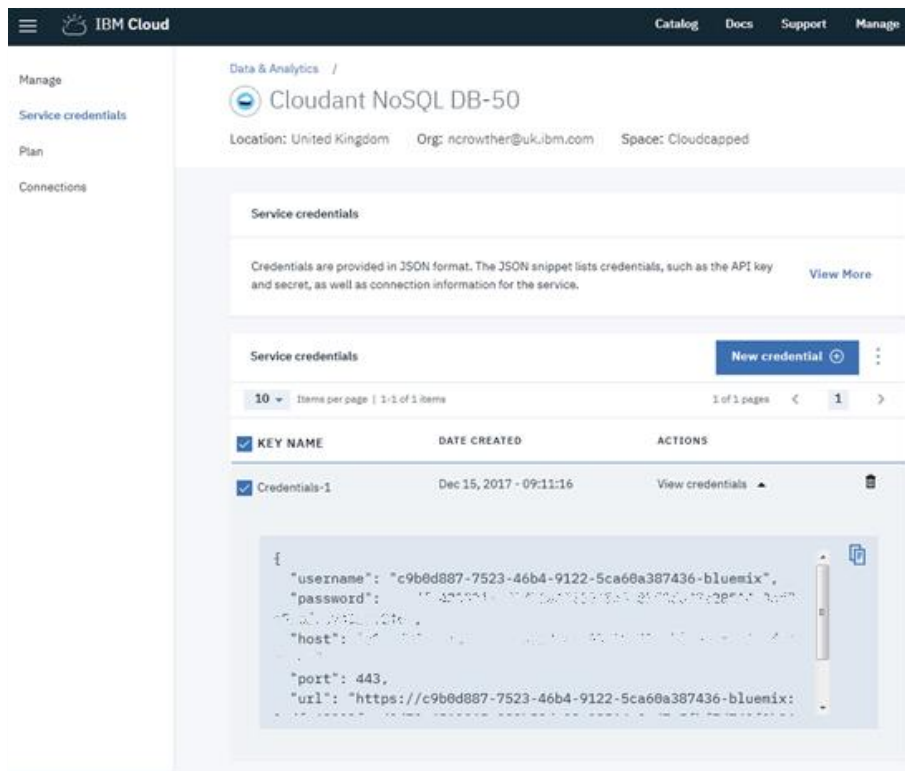 IBM Cloud
Catalog Docs Support Manage
Manage
Service credentials
Plan
Connections
Data & Analytics /
Cloudant NoSQL DB-50
Location: United Kingdom Org: ncrowther@uk.ibm.com Space: Cloudcapped
Service credentials
Credentials are provided in JSON format. The JSON snippet lists credentials, such as the API key
and secret, as well as connection information for the service.
View More
Service credentials
New credential
10 Items per page | 1-1 of 1 items 1 of 1 pages < 1 >
KEY NAME DATE CREATED ACTIONS
Credentials-1 Dec 15, 2017 - 09:11:16 View credentials
{
"username": "c9b0d887-7523-46b4-9122-5ca60a387436-bluemix",
"password":
"host":
"port": 443,
"url": "https://c9b0d887-7523-46b4-9122-5ca60a387436-bluemix: